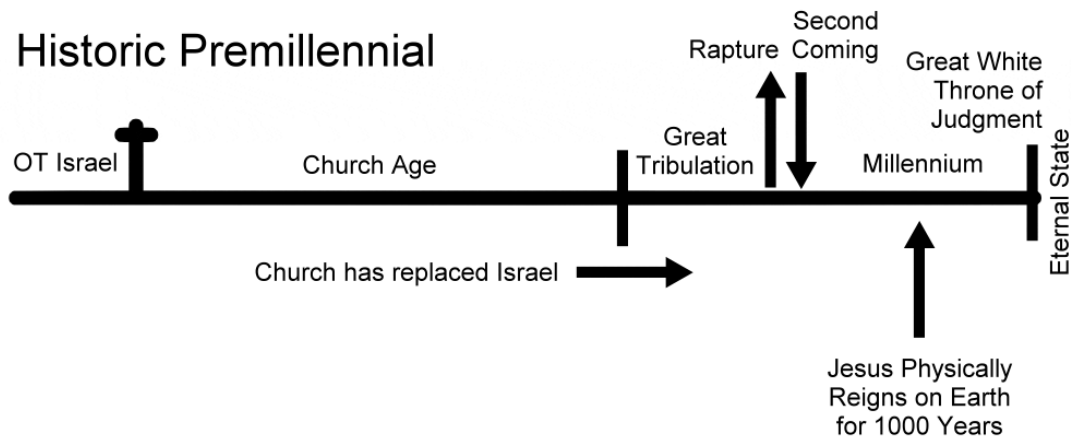 Historic Premillennial
Rapture
Second
Coming
Great White
Throne of
Judgment
OT Israel
Church Age
Great
Tribulation
Millennium
Eternal State
Church has replaced Israel
Jesus Physically
Reigns on Earth
for 1000 Years